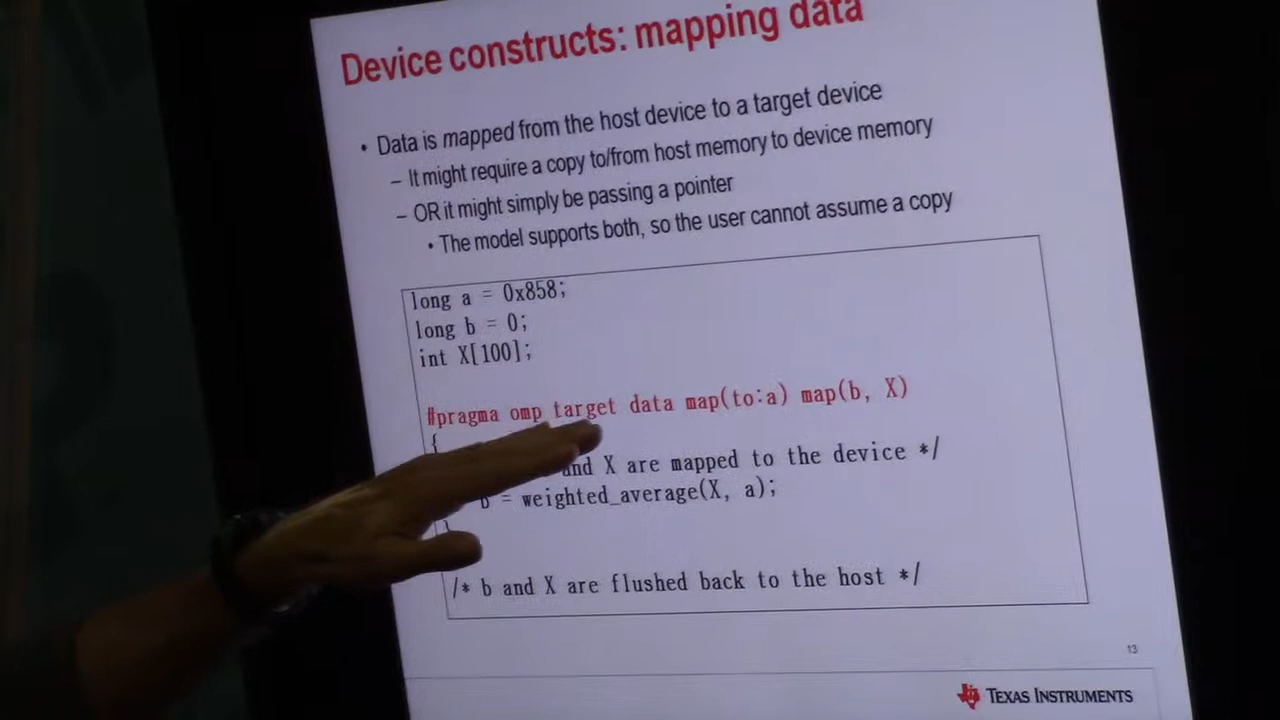 Device constructs: mapping data
• Data is mapped from the host device to a target device
– It might require a copy to/from host memory to device memory
– OR it might simply be passing a pointer
• The model supports both, so the user cannot assume a copy
long a = 0x858;
long b = 0;
int X[100];
#pragma omp target data map(to:a) map(b, X)
{
and X are mapped to the device */
b = weighted_average(X, a);
}
/* b and X are flushed back to the host */
13
TEXAS INSTRUMENTS